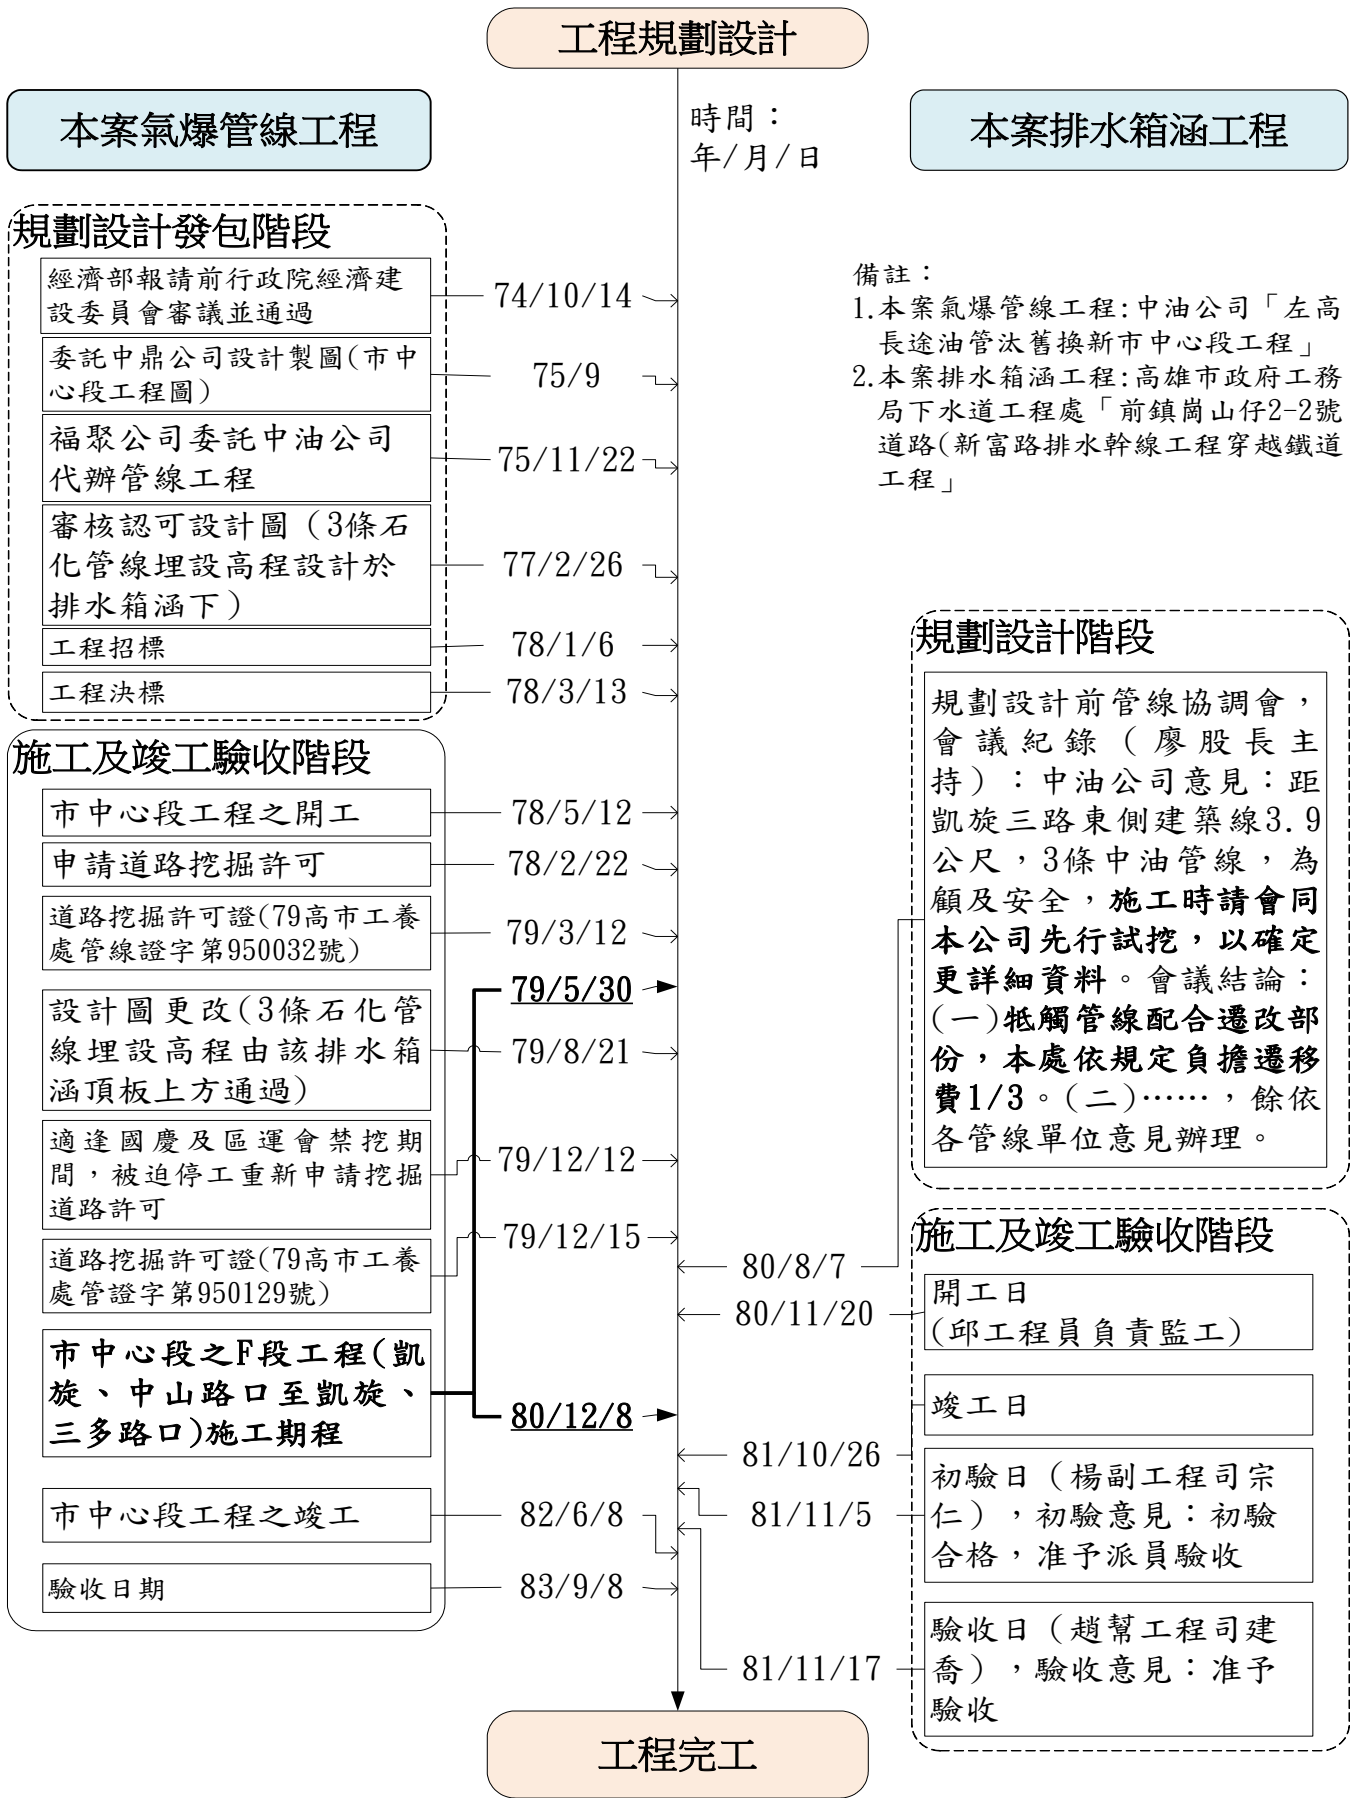 工程規劃設計
時間：
年/月/日
本案氣爆管線工程
規劃設計發包階段
經濟部報請前行政院經濟建
設委員會審議並通過
74/10/14
委託中鼎公司設計製圖(市中
心段工程圖)
75/9
福聚公司委託中油公司
代辦管線工程
75/11/22
審核認可設計圖（3條石
化管線埋設高程設計於
排水箱涵下）
77/2/26
工程招標
78/1/6
工程決標
78/3/13
施工及竣工驗收階段
市中心段工程之開工
78/5/12
申請道路挖掘許可
78/2/22
道路挖掘許可證(79高市工養
處管線證字第950032號)
79/3/12
79/5/30
設計圖更改(3條石化管
線埋設高程由該排水箱
涵頂板上方通過)
79/8/21
適逢國慶及區運會禁挖期
間，被迫停工重新申請挖掘
道路許可
79/12/12
道路挖掘許可證(79高市工養
處管證字第950129號)
79/12/15
市中心段之F段工程(凱
旋、中山路口至凱旋、
三多路口)施工期程
80/12/8
市中心段工程之竣工
82/6/8
驗收日期
83/9/8
本案排水箱涵工程
備註：
1.本案氣爆管線工程:中油公司「左高
長途油管汰舊換新市中心段工程」
2.本案排水箱涵工程:高雄市政府工務
局下水道工程處「前鎮崗山仔2-2號
道路(新富路排水幹線工程穿越鐵道
工程」
規劃設計階段
規劃設計前管線協調會，
會議紀錄（廖股長主
持）：中油公司意見：距
凱旋三路東側建築線3.9
公尺，3條中油管線，為
顧及安全，施工時請會同
本公司先行試挖，以確定
更詳細資料。會議結論：
(一)牴觸管線配合遷改部
份，本處依規定負擔遷移
費1/3。(二)……，餘依
各管線單位意見辦理。
80/8/7
施工及竣工驗收階段
開工日
(邱工程員負責監工)
80/11/20
竣工日
81/10/26
初驗日（楊副工程司宗
仁），初驗意見：初驗
合格，准予派員驗收
81/11/5
驗收日（趙幫工程司建
喬），驗收意見：准予
驗收
81/11/17
工程完工